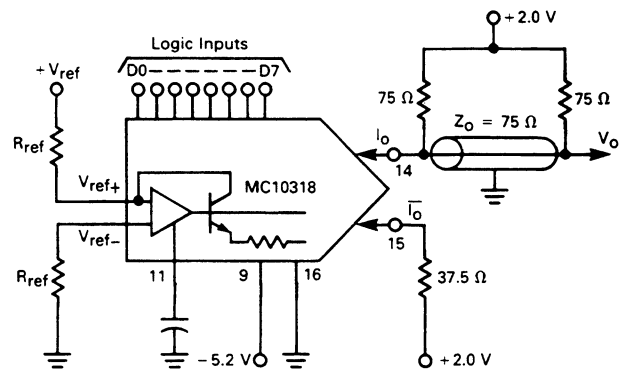 +2.0 V
Logic Inputs
D0 – – – – – – – D7
+ Vref
75 Ω
75 Ω
Zo = 75 Ω
Rref
Io
Vo
14
Vref+
MC10318
Vref−
Io
15
Rref
11
9
16
37.5 Ω
− 5.2 V
+2.0 V